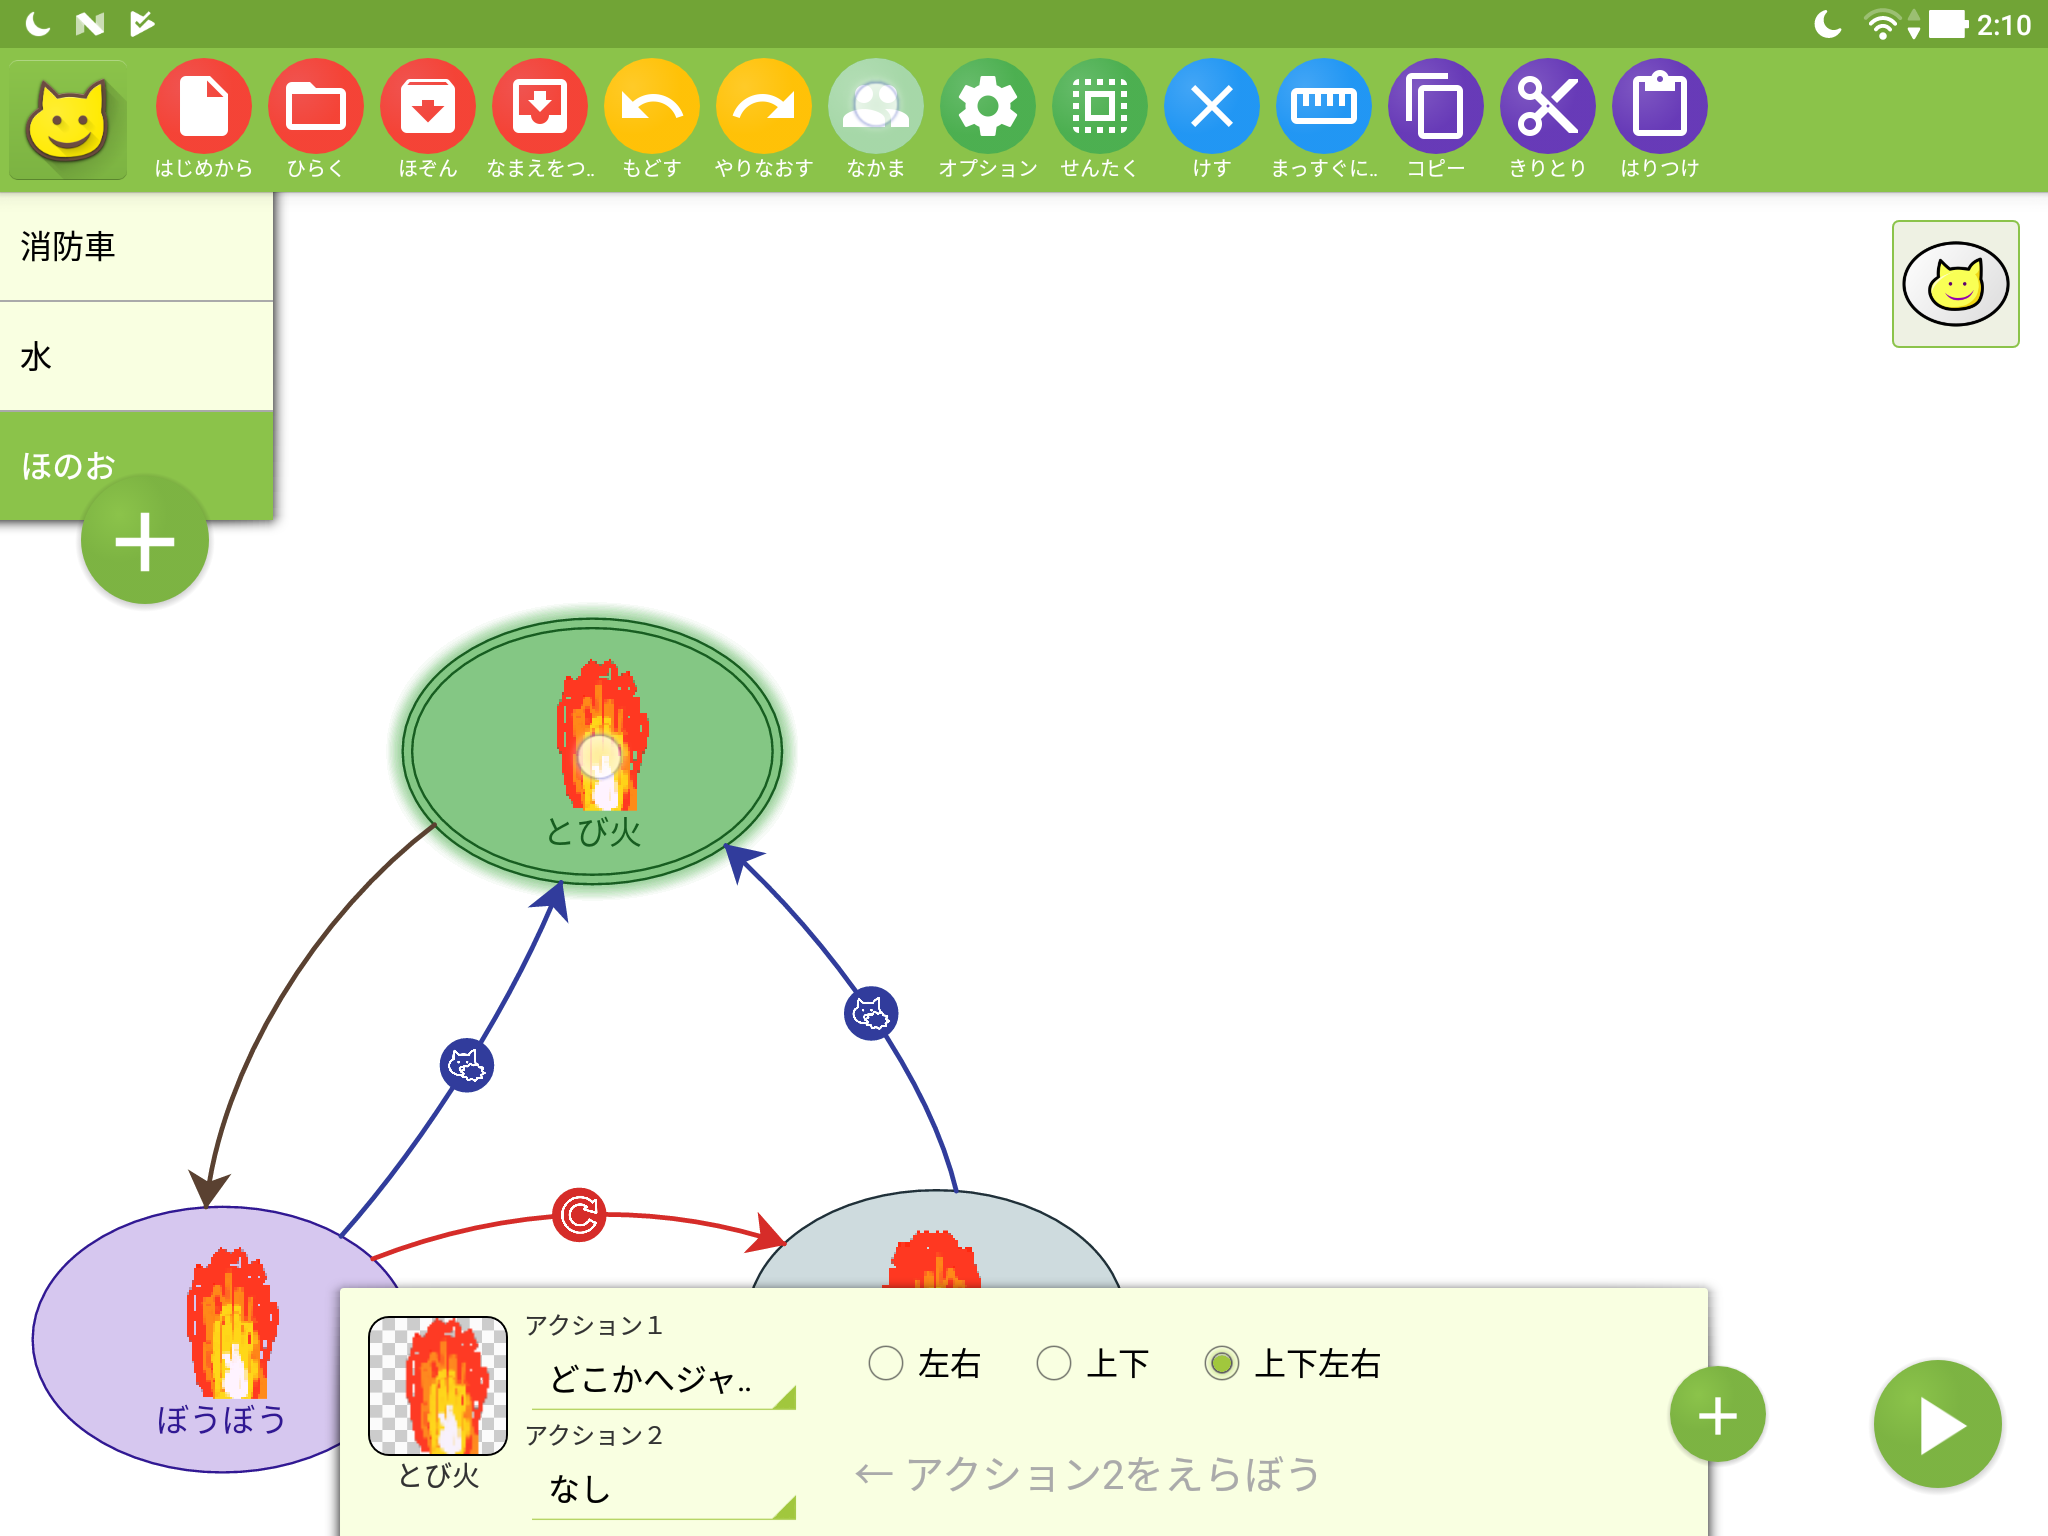 2:10
はじめから
ひらく
ほぞん
なまえをつ..
もどす
やりなおす
なかま
オプション
せんたく
けす
まっすぐに..
コピー
きりとり
はりつけ
消防車
水
ほのお
とび火
ぼうぼう
アクション１
どこかへジャ..
左右
上下
上下左右
アクション２
なし
← アクション2をえらぼう
とび火